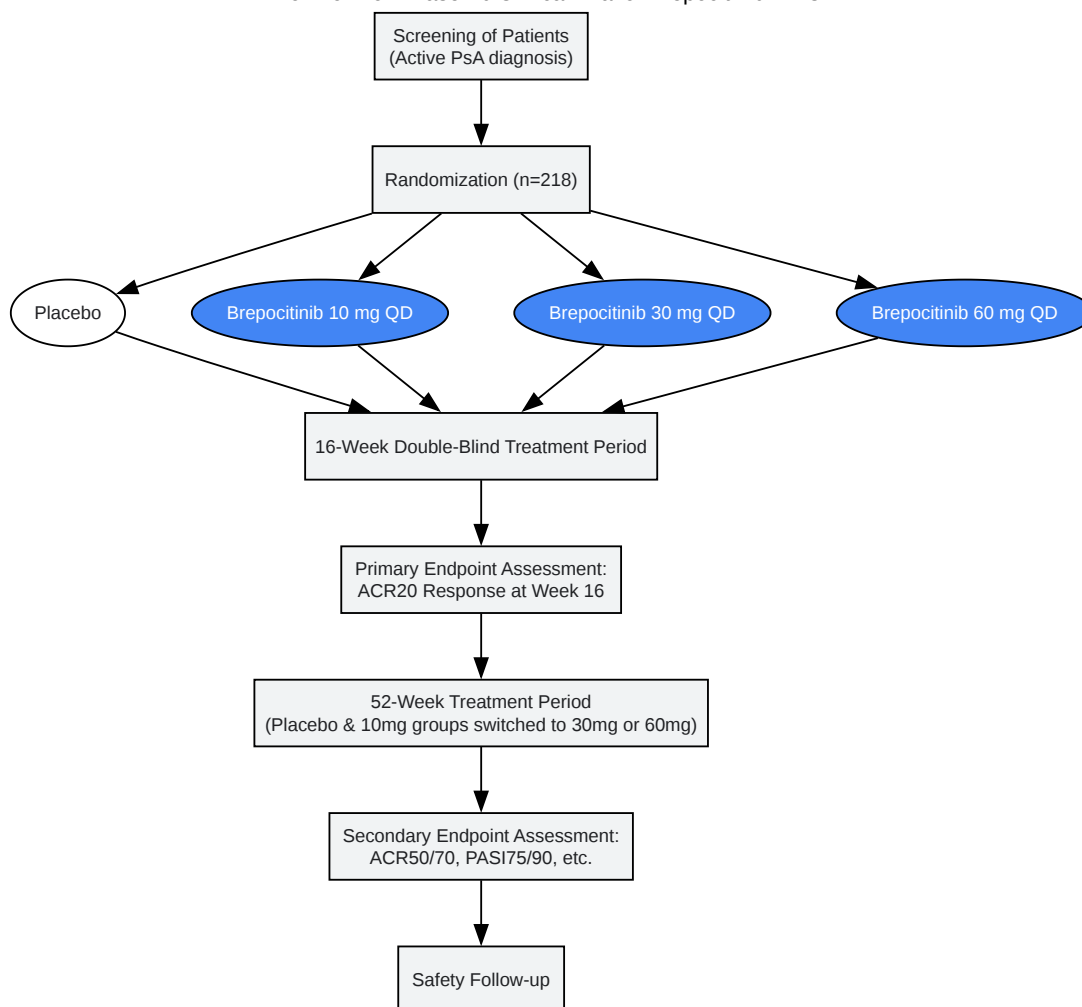 Screening of Patients
(Active PsA diagnosis)
Randomization (n=218)
Placebo
Brepocitinib 10 mg QD
Brepocitinib 30 mg QD
Brepocitinib 60 mg QD
16-Week Double-Blind Treatment Period
Primary Endpoint Assessment:
ACR20 Response at Week 16
52-Week Treatment Period
(Placebo & 10mg groups switched to 30mg or 60mg)
Secondary Endpoint Assessment:
ACR50/70, PASI75/90, etc.
Safety Follow-up